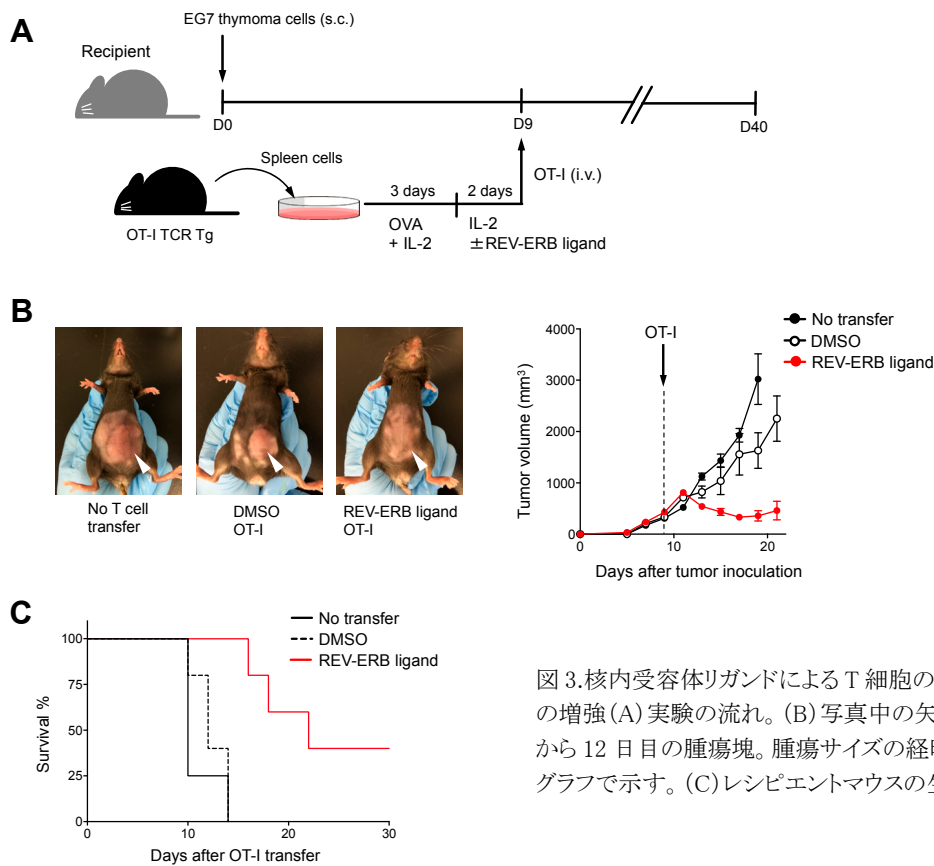 A
EG7 thymoma cells (s.c.)
Recipient
D0
D9
D40
Spleen cells
OT-I (i.v.)
3 days
2 days
OVA
+ IL-2
IL-2
±REV-ERB ligand
OT-I TCR Tg
B
No T cell
transfer
DMSO
OT-I
REV-ERB ligand
OT-I
OT-I
No transfer
DMSO
REV-ERB ligand
Tumor volume (mm3)
4000
3000
2000
1000
0
0
10
20
Days after tumor inoculation
C
No transfer
DMSO
REV-ERB ligand
Survival %
100
75
50
25
0
0
10
20
30
Days after OT-I transfer
図 3.核内受容体リガンドによる T 細胞の
の増強(A)実験の流れ。(B)写真中の矢
から 12 日目の腫瘍塊。腫瘍サイズの経
グラフで示す。(C)レシピエントマウスの